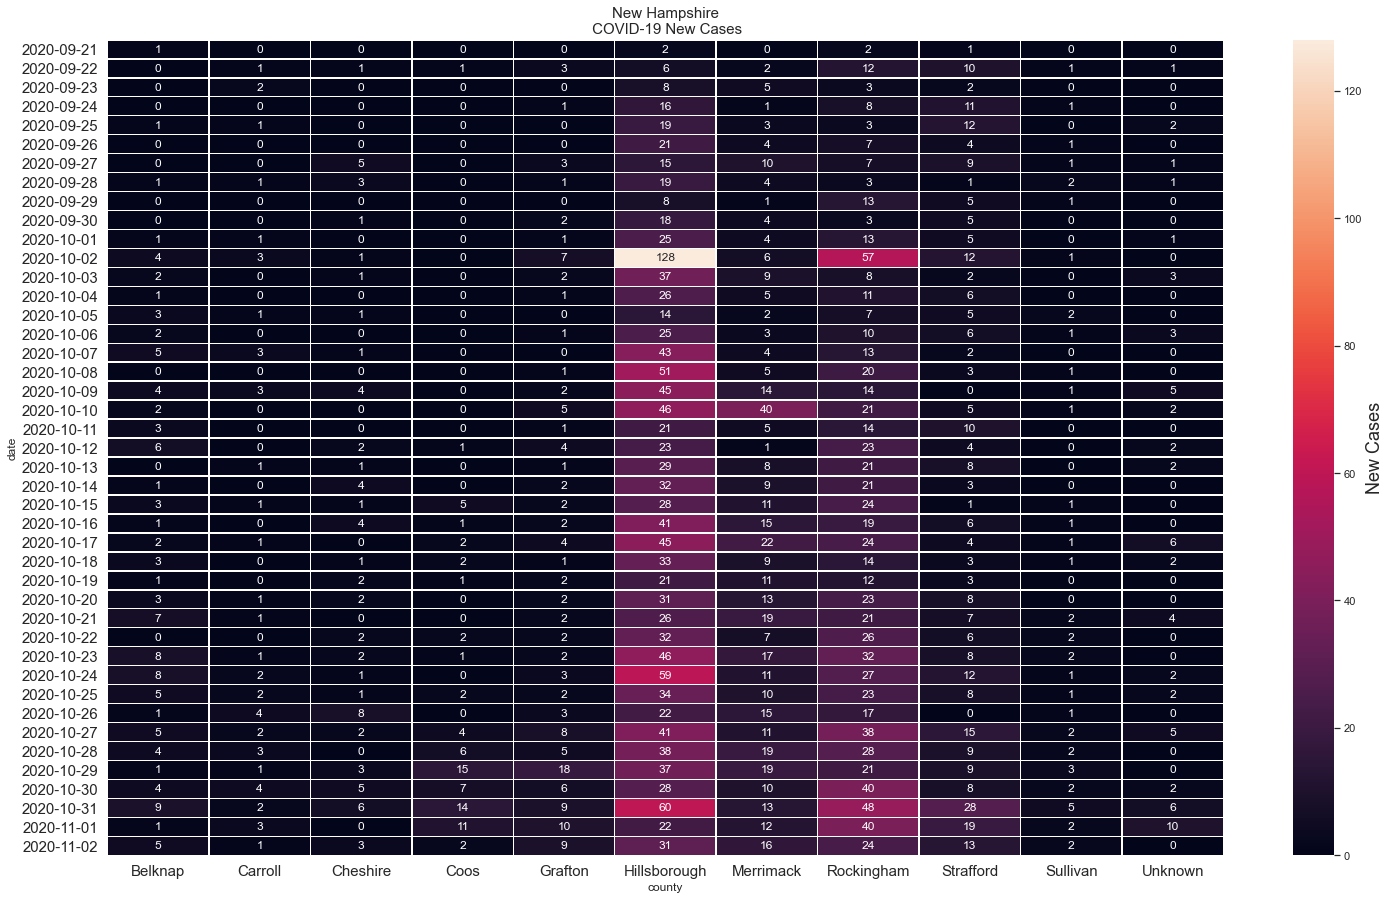 New Hampshire
COVID-19 New Cases
2020-09-21 1 0 0 0 0 2 0 2 1 0 0
2020-09-22 0 1 1 1 3 6 2 12 10 1 1
2020-09-23 0 2 0 0 0 8 5 3 2 0 0
2020-09-24 0 0 0 0 1 16 1 8 11 1 0
2020-09-25 1 1 0 0 0 19 3 3 12 0 2
2020-09-26 0 0 0 0 0 21 4 7 4 1 0
2020-09-27 0 0 5 0 3 15 10 7 9 1 1
2020-09-28 1 1 3 0 1 19 4 3 1 2 1
2020-09-29 0 0 0 0 0 8 1 13 5 1 0
2020-09-30 0 0 1 0 2 18 4 3 5 0 0
2020-10-01 1 1 0 0 1 25 4 13 5 0 1
2020-10-02 4 3 1 0 7 128 6 57 12 1 0
2020-10-03 0 0 1 0 2 37 9 8 2 0 3
2020-10-04 1 0 0 0 1 26 5 11 6 0 0
2020-10-05 3 1 1 0 0 14 2 7 5 2 0
2020-10-06 2 0 0 0 1 25 3 10 6 1 3
2020-10-07 5 3 1 0 0 43 4 13 2 0 0
2020-10-08 0 0 0 0 1 51 5 20 3 1 0
2020-10-09 4 3 4 0 2 45 14 14 0 1 5
2020-10-10 2 0 0 0 5 46 40 21 5 1 2
2020-10-11 3 0 0 0 1 21 5 14 10 0 0
2020-10-12 6 0 2 1 4 23 1 23 4 0 2
2020-10-13 0 1 1 0 1 29 8 21 8 0 2
2020-10-14 1 0 4 0 2 32 9 21 3 0 0
2020-10-15 3 1 1 5 2 28 11 24 1 1 0
2020-10-16 1 0 4 1 2 41 15 19 6 1 0
2020-10-17 2 1 0 2 4 45 22 24 4 1 6
2020-10-18 3 0 1 2 1 33 9 14 3 1 2
2020-10-19 1 0 2 1 2 21 11 12 3 0 0
2020-10-20 3 1 2 0 2 31 13 23 8 0 0
2020-10-21 7 1 0 0 2 26 19 21 7 2 4
2020-10-22 0 0 2 2 2 32 7 26 6 2 0
2020-10-23 8 1 2 1 2 46 17 32 8 2 0
2020-10-24 8 2 1 0 3 59 11 27 12 1 2
2020-10-25 5 2 1 2 2 34 10 23 8 1 2
2020-10-26 1 4 8 0 3 22 15 17 0 1 0
2020-10-27 5 2 2 4 8 41 11 38 15 2 5
2020-10-28 4 3 0 6 5 38 19 28 9 2 0
2020-10-29 1 1 3 15 18 37 19 21 9 3 0
2020-10-30 4 4 5 7 6 28 10 40 8 2 2
2020-10-31 9 2 6 14 9 60 13 48 28 5 6
2020-11-01 1 3 0 11 10 22 12 40 19 2 10
2020-11-02 5 1 3 2 9 31 16 24 13 2 0
Belknap Carroll Cheshire Coos Grafton Hillsborough Merrimack Rockingham Strafford Sullivan Unknown
county
date
120
100
80
60
40
20
0
New Cases